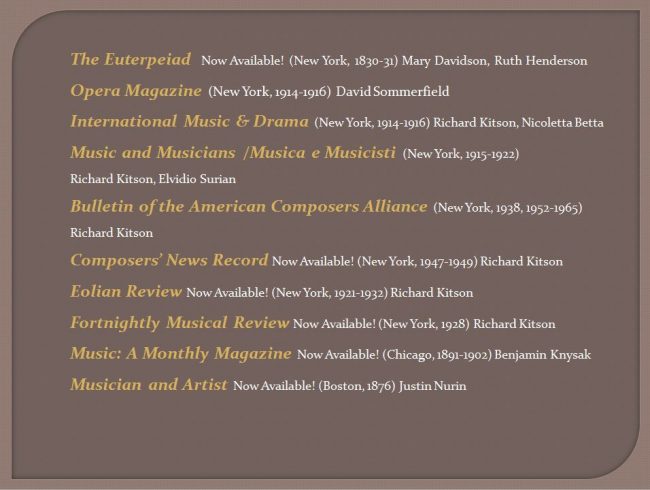 The Euterpeiad Now Available! (New York, 1830-31) Mary Davidson, Ruth Henderson
Opera Magazine (New York, 1914-1916) David Sommerfield
International Music & Drama (New York, 1914-1916) Richard Kitson, Nicoletta Betta
Music and Musicians /Musica e Musicisti (New York, 1915-1922)
Richard Kitson, Elvidio Surian
Bulletin of the American Composers Alliance (New York, 1938, 1952-1965)
Richard Kitson
Composers' News Record Now Available! (New York, 1947-1949) Richard Kitson
Eolian Review Now Available! (New York, 1921-1932) Richard Kitson
Fortnightly Musical Review Now Available! (New York, 1928) Richard Kitson
Music: A Monthly Magazine Now Available! (Chicago, 1891-1902) Benjamin Knysak
Musician and Artist Now Available! (Boston, 1876) Justin Nurin